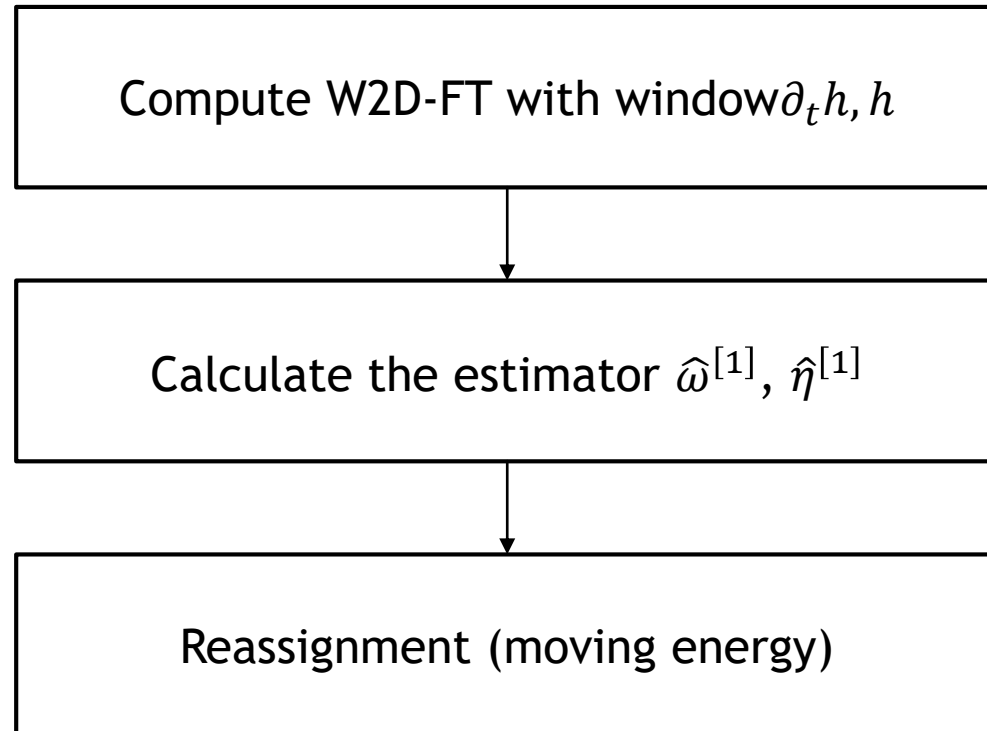 Compute W2D-FT with window∂ₜh, h
Calculate the estimator ω̂^[1], η̂^[1]
Reassignment (moving energy)